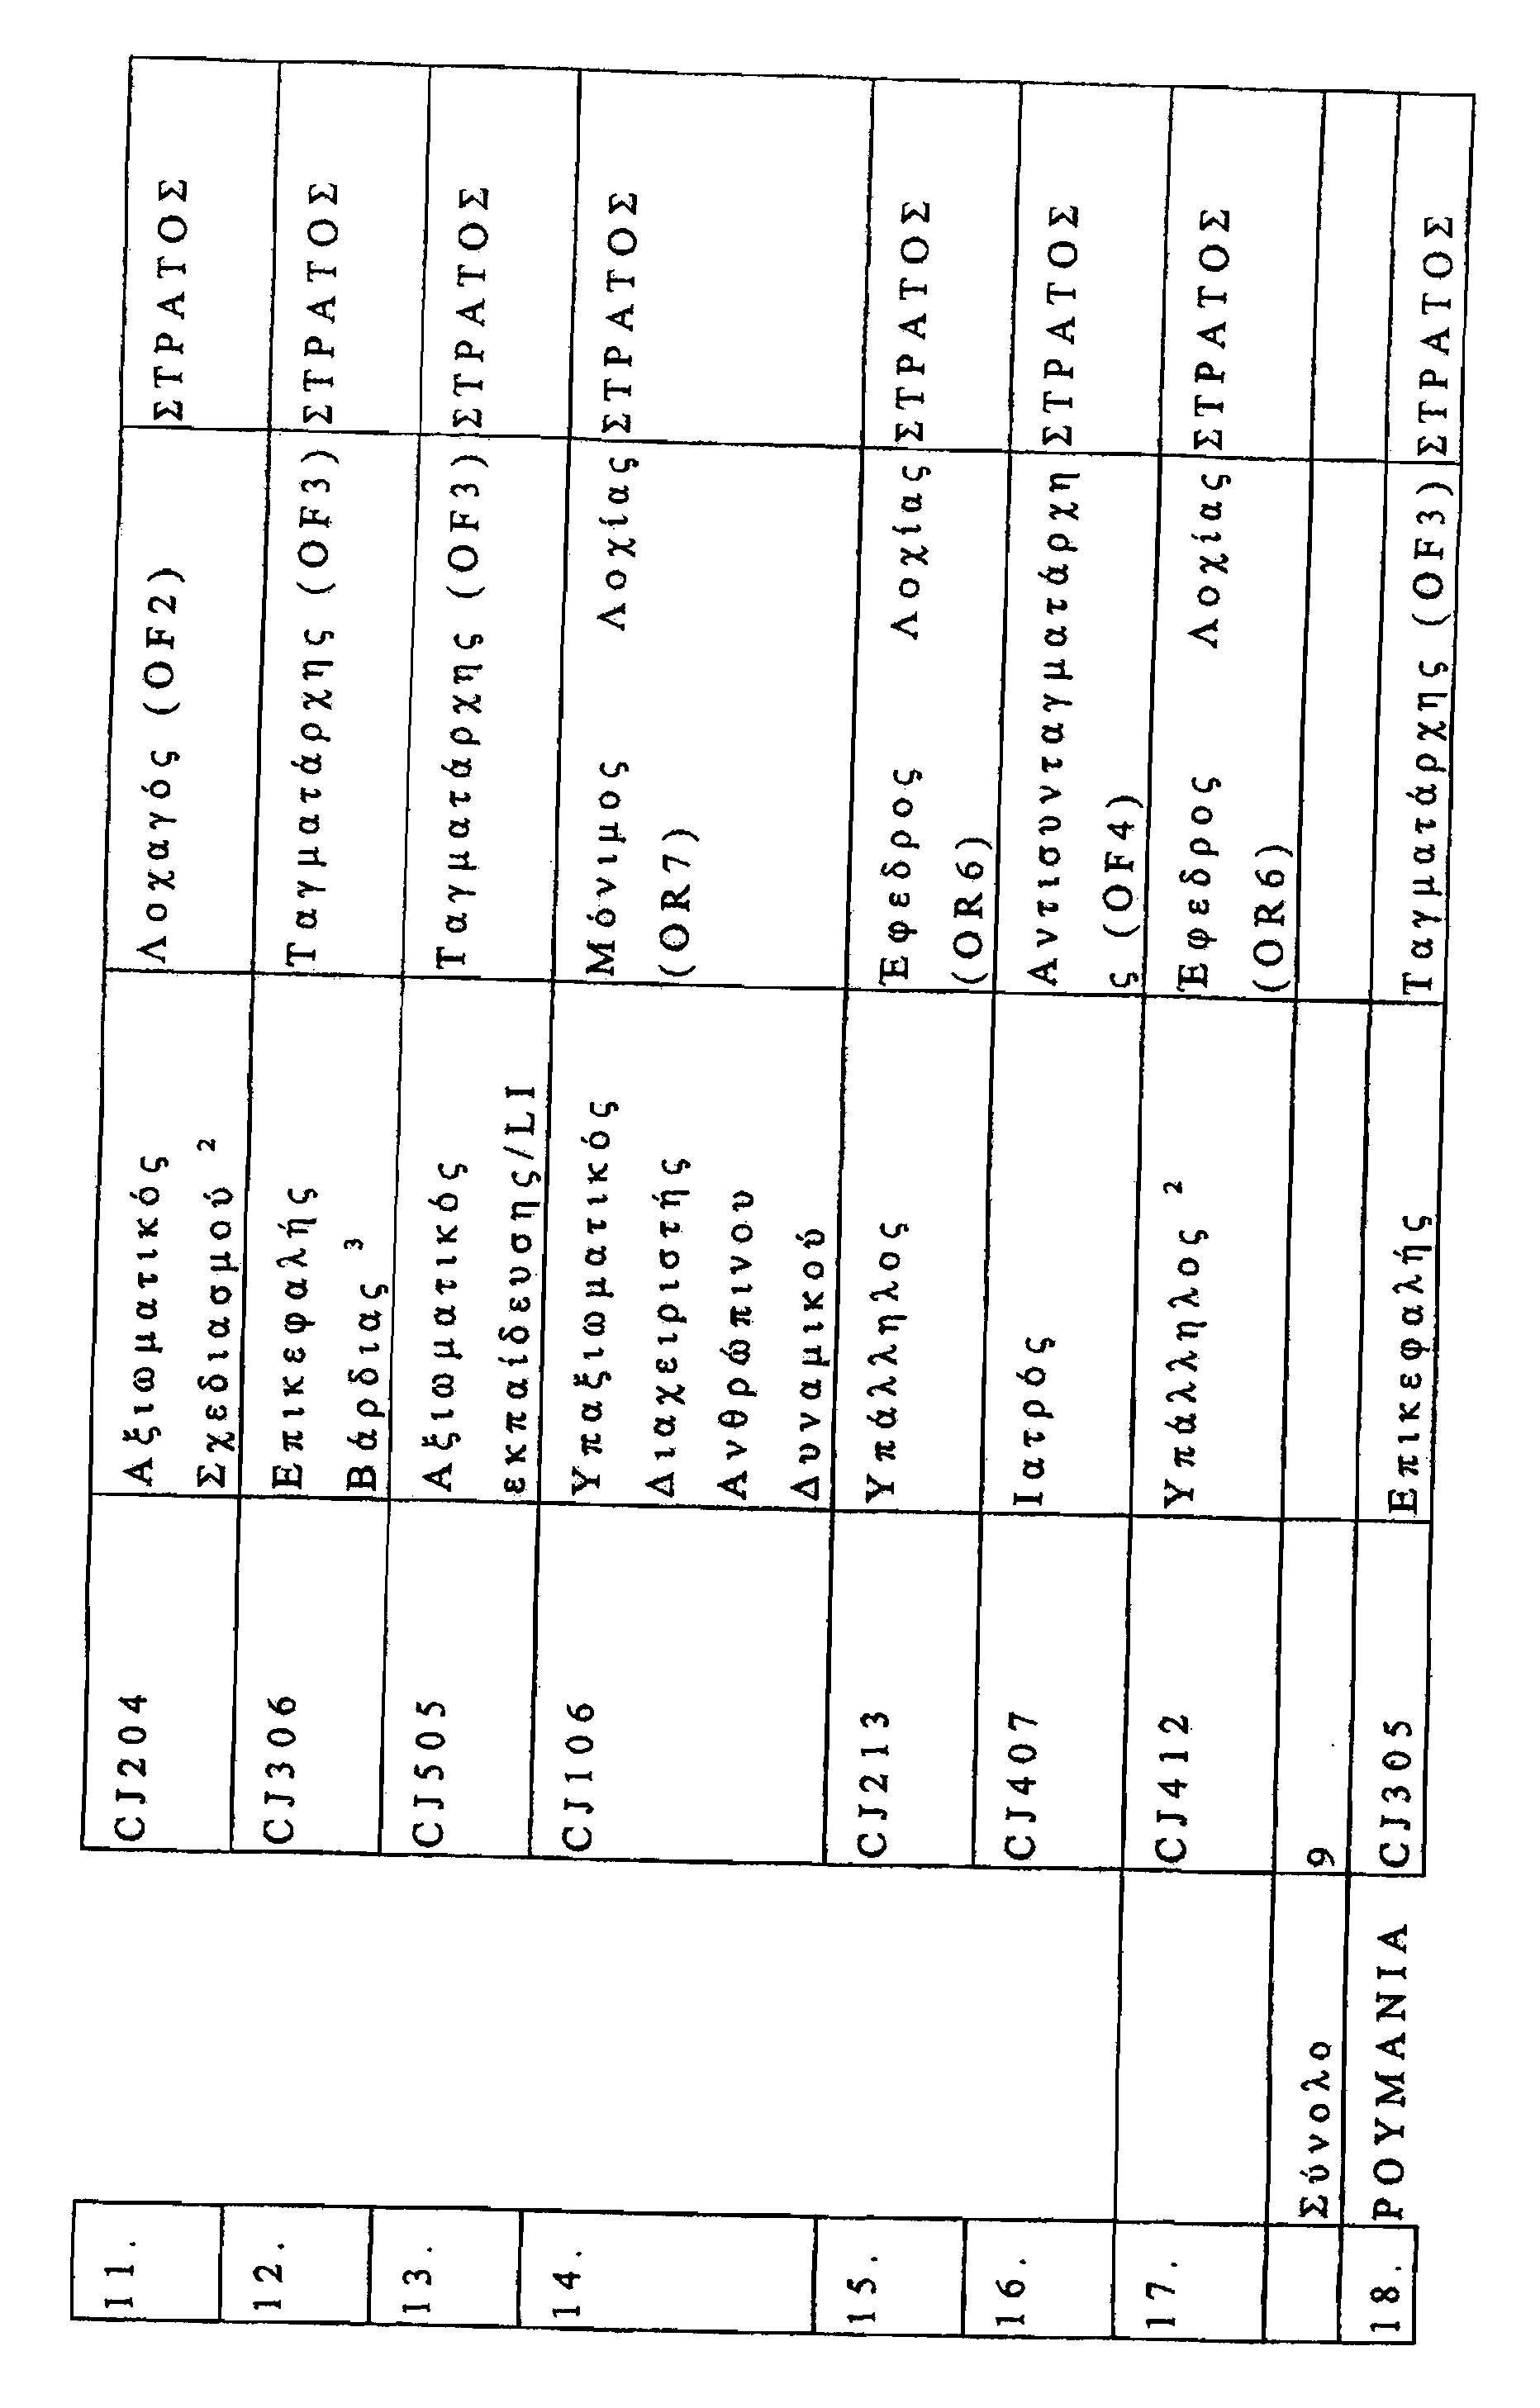 11. CJ204 Αξιωματικός Λοχαγός (OF2) ΣΤΡΑΤΟΣ
Σχεδιασμού ²
12. CJ306 Επικεφαλής Ταγματάρχης (OF3) ΣΤΡΑΤΟΣ
Βάρδιας ³
13. CJ505 Αξιωματικός Ταγματάρχης (OF3) ΣΤΡΑΤΟΣ
εκπαίδευσης/LI
14. CJ106 Υπαξιωματικός Μόνιμος Λοχίας ΣΤΡΑΤΟΣ
Διαχειριστής (OR7)
Ανθρώπινου
Δυναμικού
15. CJ213 Υπάλληλος Έφεδρος Λοχίας ΣΤΡΑΤΟΣ
(OR6)
16. CJ407 Ιατρός Αντισυνταγματάρχη ΣΤΡΑΤΟΣ
ς (OF4)
17. CJ412 Υπάλληλος ² Έφεδρος Λοχίας ΣΤΡΑΤΟΣ
(OR6)
Σύνολο 9
18. ΡΟΥΜΑΝΙΑ CJ305 Επικεφαλής Ταγματάρχης (OF3) ΣΤΡΑΤΟΣ